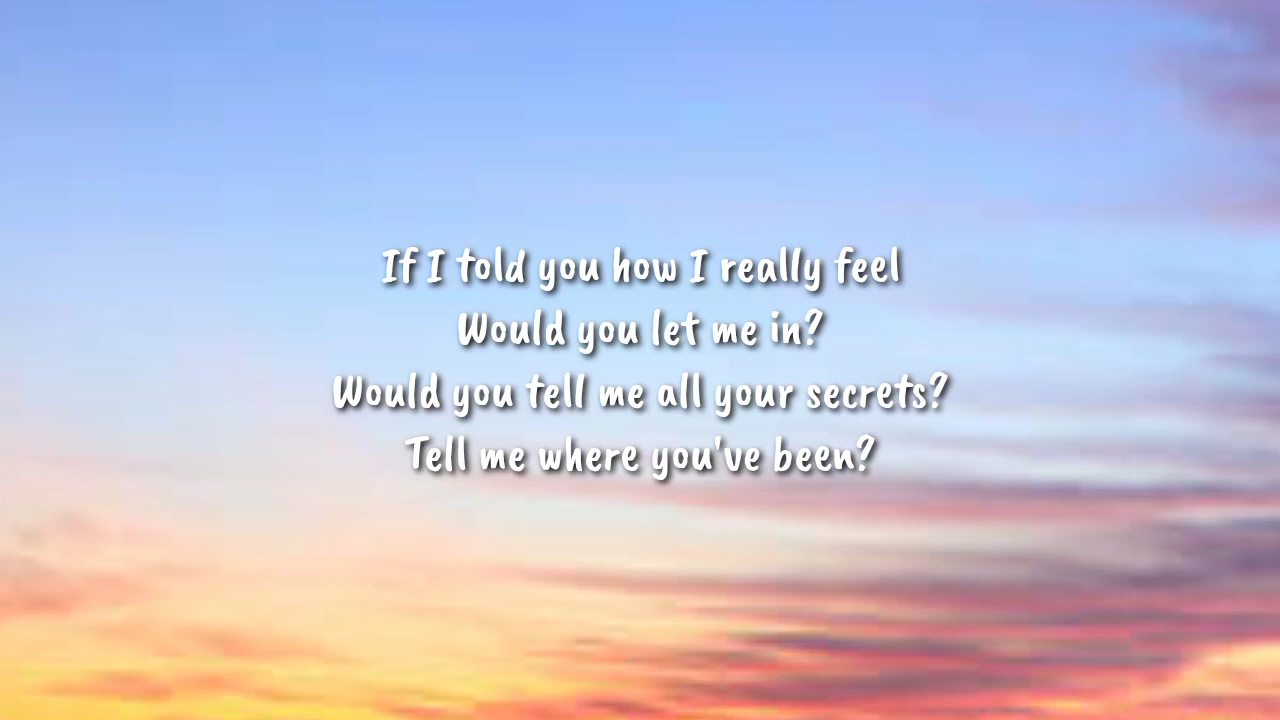 If I told you how I really feel
Would you let me in?
Would you tell me all your secrets?
Tell me where you've been?